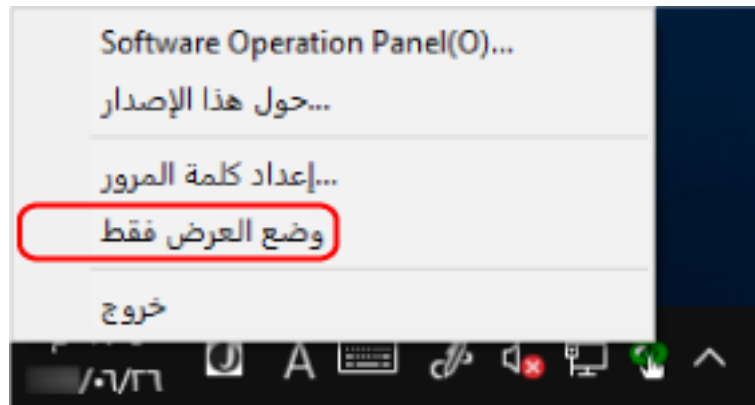 Software Operation Panel(O)...
حول هذا الإصدار...
إعداد كلمة المرور...
وضع العرض فقط
خروج
A
/٠٦/٢٦